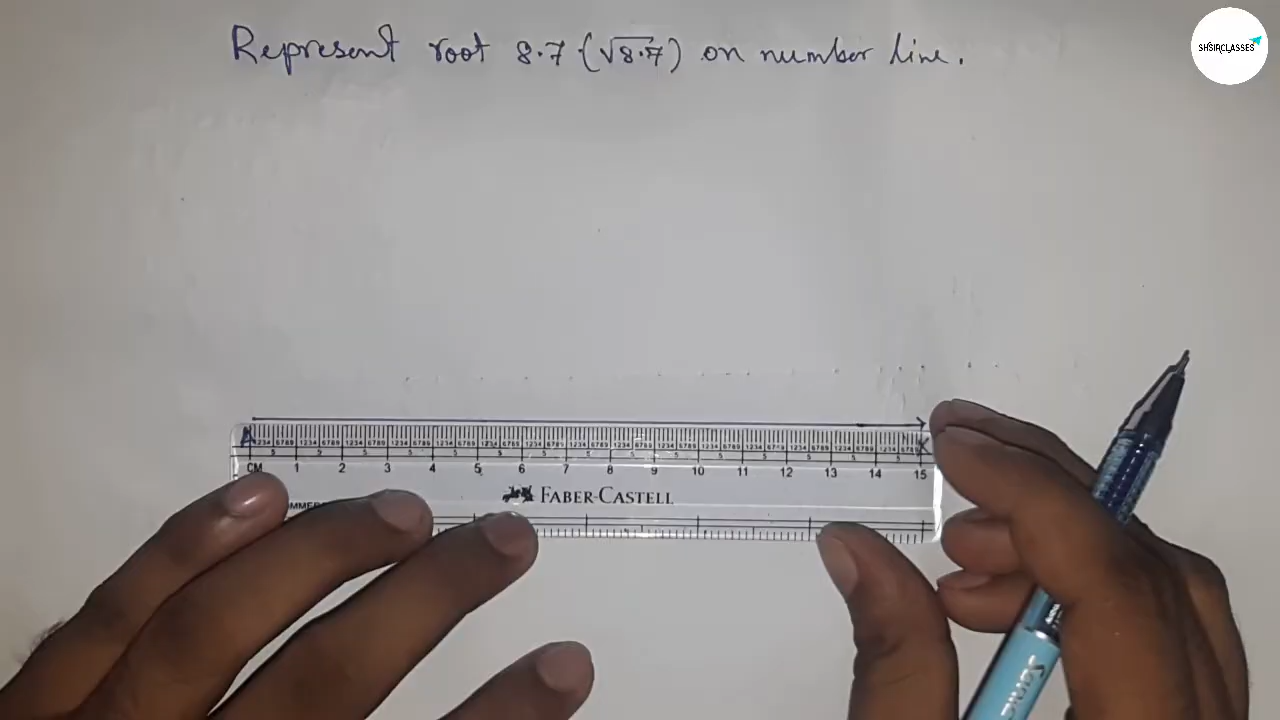 Represent root 8.7 (√8.7) on number line.
SHSIRCLASSES
A X
CM 1 2 3 4 5 6 7 8 9 10 11 12 13 14 15
FABER-CASTELL